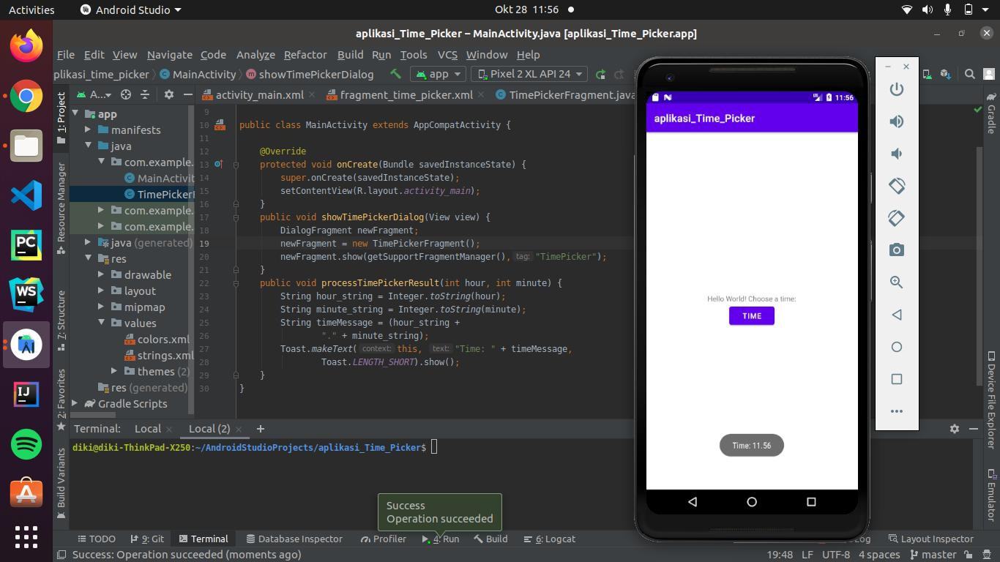 Activities
Android Studio
Okt 28 11:56
aplikasi_Time_Picker – MainActivity.java [aplikasi_Time_Picker.app]
File Edit View Navigate Code Analyze Refactor Build Run Tools VCS Window Help
plikasi_time_picker MainActivity showTimePickerDialog app Pixel 2 XL API 24
1: Project
Resource Manager
7: Structure
2: Favorites
Build Variants
A...
app
manifests
java
com.example.
MainActivit
TimePickerF
com.example.
com.example.
java (generated)
res
drawable
layout
mipmap
values
colors.xml
strings.xml
themes (2)
res (generated)
Gradle Scripts
activity_main.xml fragment_time_picker.xml TimePickerFragment.java
9
10 public class MainActivity extends AppCompatActivity {
11
12 @Override
13 protected void onCreate(Bundle savedInstanceState) {
14 super.onCreate(savedInstanceState);
15 setContentView(R.layout.activity_main);
16 }
17 public void showTimePickerDialog(View view) {
18 DialogFragment newFragment;
19 newFragment = new TimePickerFragment();
20 newFragment.show(getSupportFragmentManager(), tag: "TimePicker");
21 }
22 public void processTimePickerResult(int hour, int minute) {
23 String hour_string = Integer.toString(hour);
24 String minute_string = Integer.toString(minute);
25 String timeMessage = (hour_string +
26 "." + minute_string);
27 Toast.makeText( context: this, text: "Time: " + timeMessage,
28 Toast.LENGTH_SHORT).show();
29 }
30 }
11:56
aplikasi_Time_Picker
Hello World! Choose a time:
TIME
Time: 11.56
Gradle
Device File Explorer
Emulator
PC
WS
IJ
Terminal: Local Local (2)
diki@diki-ThinkPad-X250:~/AndroidStudioProjects/aplikasi_Time_Picker$
Success
Operation succeeded
TODO 9: Git Terminal Database Inspector Profiler 4: Run Build 6: Logcat Log Layout Inspector
Success: Operation succeeded (moments ago)
19:48 LF UTF-8 4 spaces master